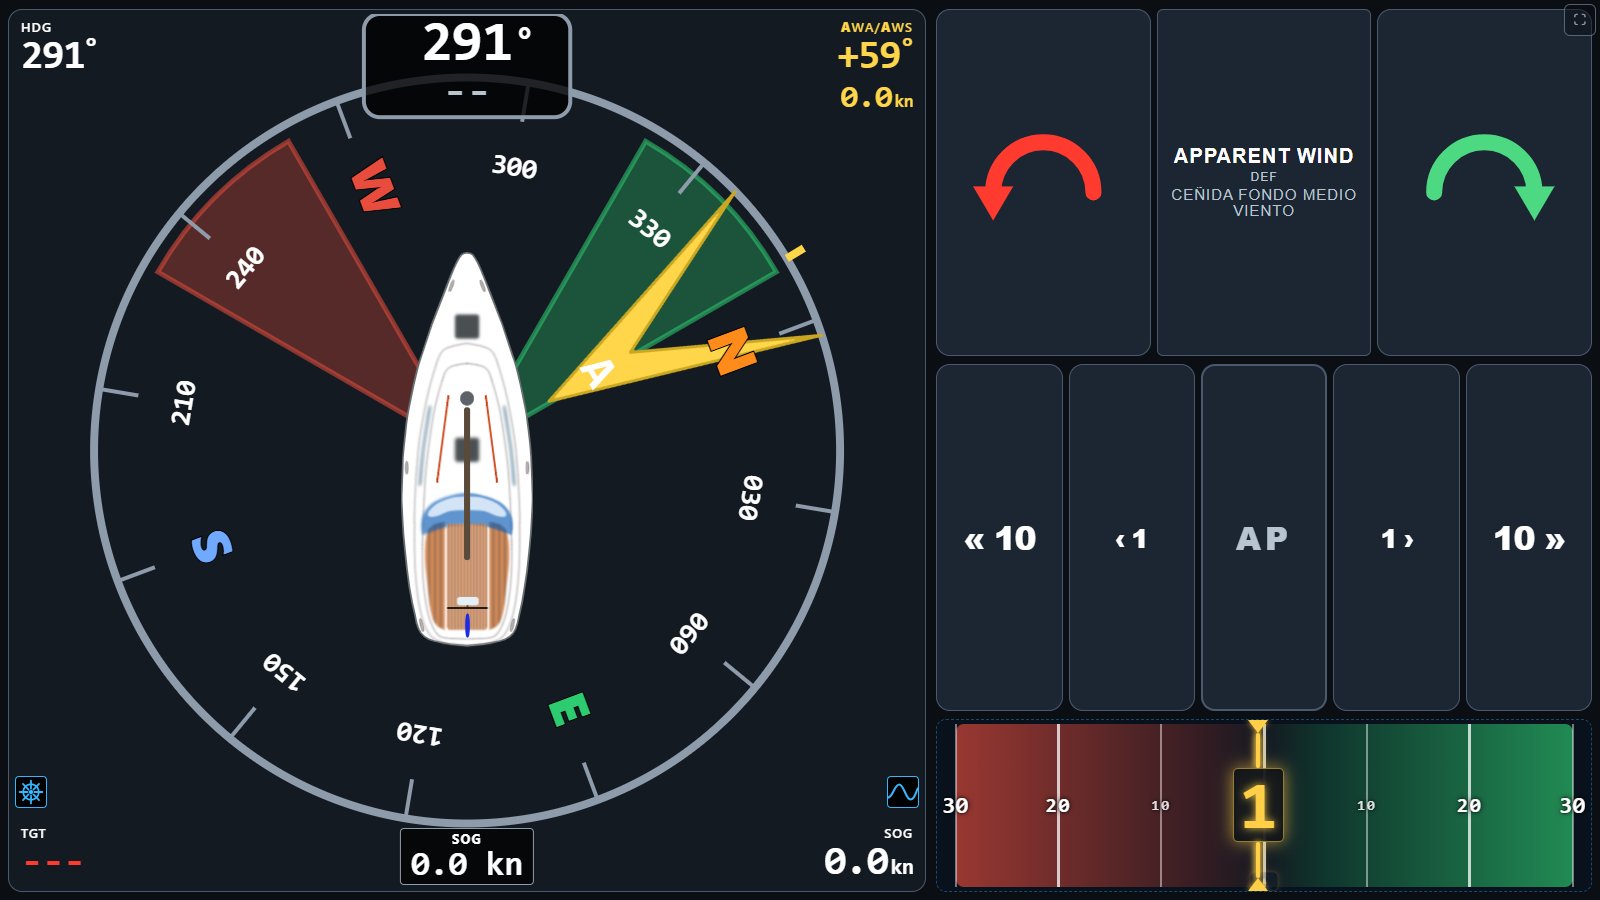 HDG
291°
291°
--
AWA/AWS
+59°
0.0kn
W
300
330
240
A
N
210
030
S
060
150
E
120
TGT
---
SOG
0.0 kn
SOG
0.0kn
APPARENT WIND
DEF
CEÑIDA FONDO MEDIO
VIENTO
« 10
‹ 1
AP
1 ›
10 »
30
20
10
1
10
20
30